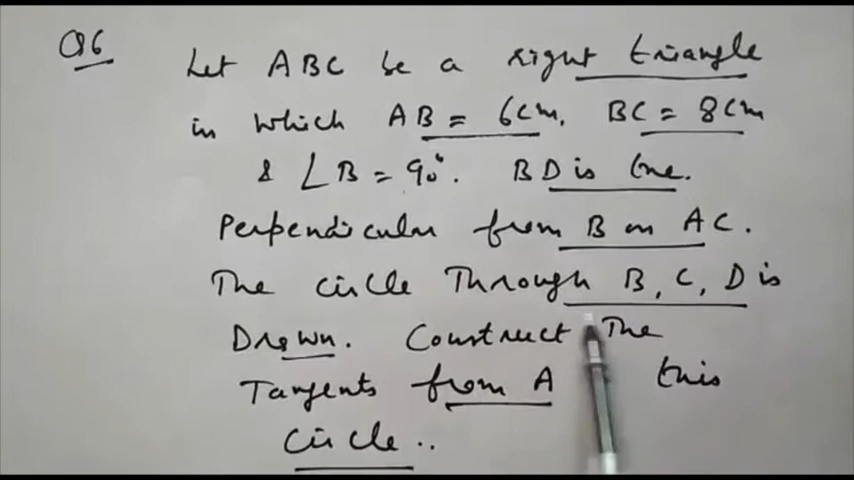 Q6 Let ABC be a right triangle
in which AB = 6cm, BC = 8cm
& ∠B = 90°. BD is the
Perpendicular from B on AC.
The circle Through B, C, D is
Drawn. Construct The
Tangents from A this
circle..